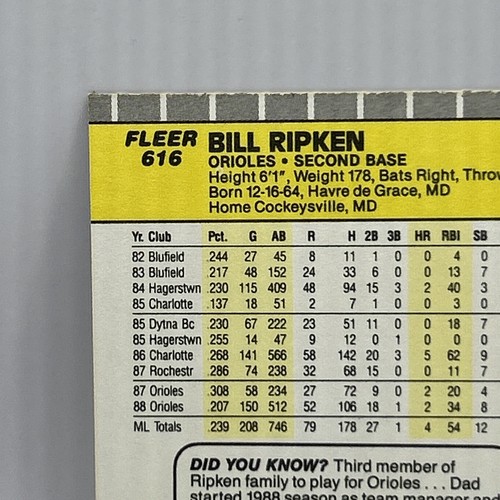 FLEER
616
BILL RIPKEN
ORIOLES • SECOND BASE
Height 6'1", Weight 178, Bats Right, Throw
Born 12-16-64, Havre de Grace, MD
Home Cockeysville, MD
Yr. Club Pct. G AB R H 2B 3B HR RBI SB
82 Blufield .244 27 45 8 11 1 0 0 4 0
83 Blufield .217 48 152 24 33 6 0 0 13 7
84 Hagerstwn .230 115 409 48 94 15 3 2 40 3
85 Charlotte .137 18 51 2 7 1 0 0 3 0
85 Dytna Bc .230 67 222 23 51 11 0 0 18 7
85 Hagerstwn .255 14 47 9 12 0 1 0 0 0
86 Charlotte .268 141 566 58 142 20 3 5 62 9
87 Rochestr .286 74 238 32 68 15 0 0 11 7
87 Orioles .308 58 234 27 72 9 0 2 20 4
88 Orioles .207 150 512 52 106 18 1 2 34 8
ML Totals .239 208 746 79 178 27 1 4 54 12
DID YOU KNOW? Third member of
Ripken family to play for Orioles . . . Dad
started 1988 season as team manager and